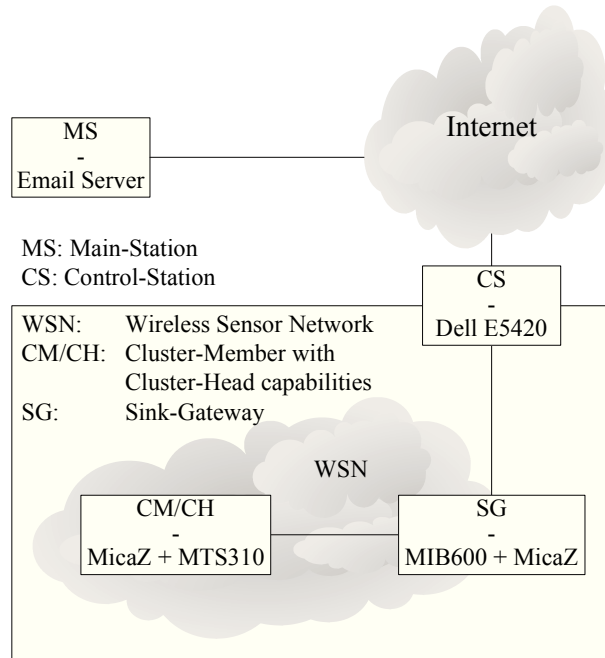 Internet
MS
-
Email Server
MS: Main-Station
CS: Control-Station
CS
-
Dell E5420
WSN: Wireless Sensor Network
CM/CH: Cluster-Member with
Cluster-Head capabilities
SG: Sink-Gateway
WSN
CM/CH
-
MicaZ + MTS310
SG
-
MIB600 + MicaZ